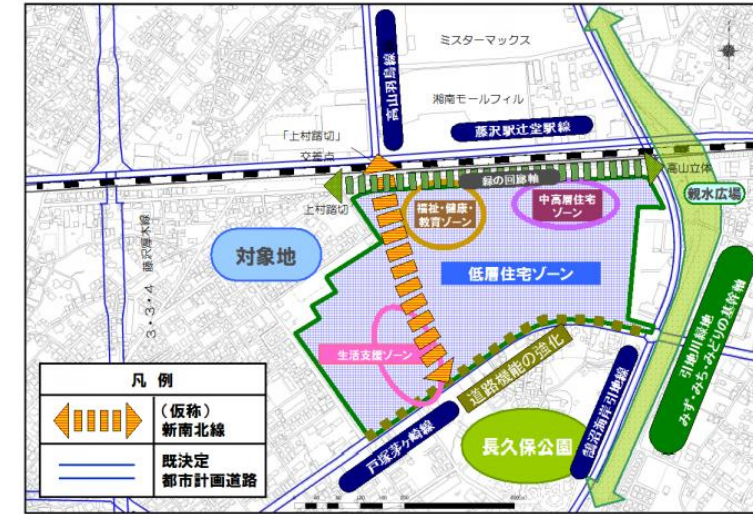 ミスターマックス
高山羽鳥線
湘南モールフィル
「上村踏切」
交差点
藤沢駅辻堂駅線
高山立体
緑の回廊軸
上村踏切
福祉・健康・
教育ゾーン
中高層住宅
ゾーン
親水広場
3・3・4 藤沢厚木線
対象地
低層住宅ゾーン
生活支援ゾーン
道路機能の強化
引地川緑地
みず・みち・みどりの基幹軸
凡 例
(仮称)
新南北線
既決定
都市計画道路
戸塚茅ヶ崎線
長久保公園
鵠沼海岸引地線